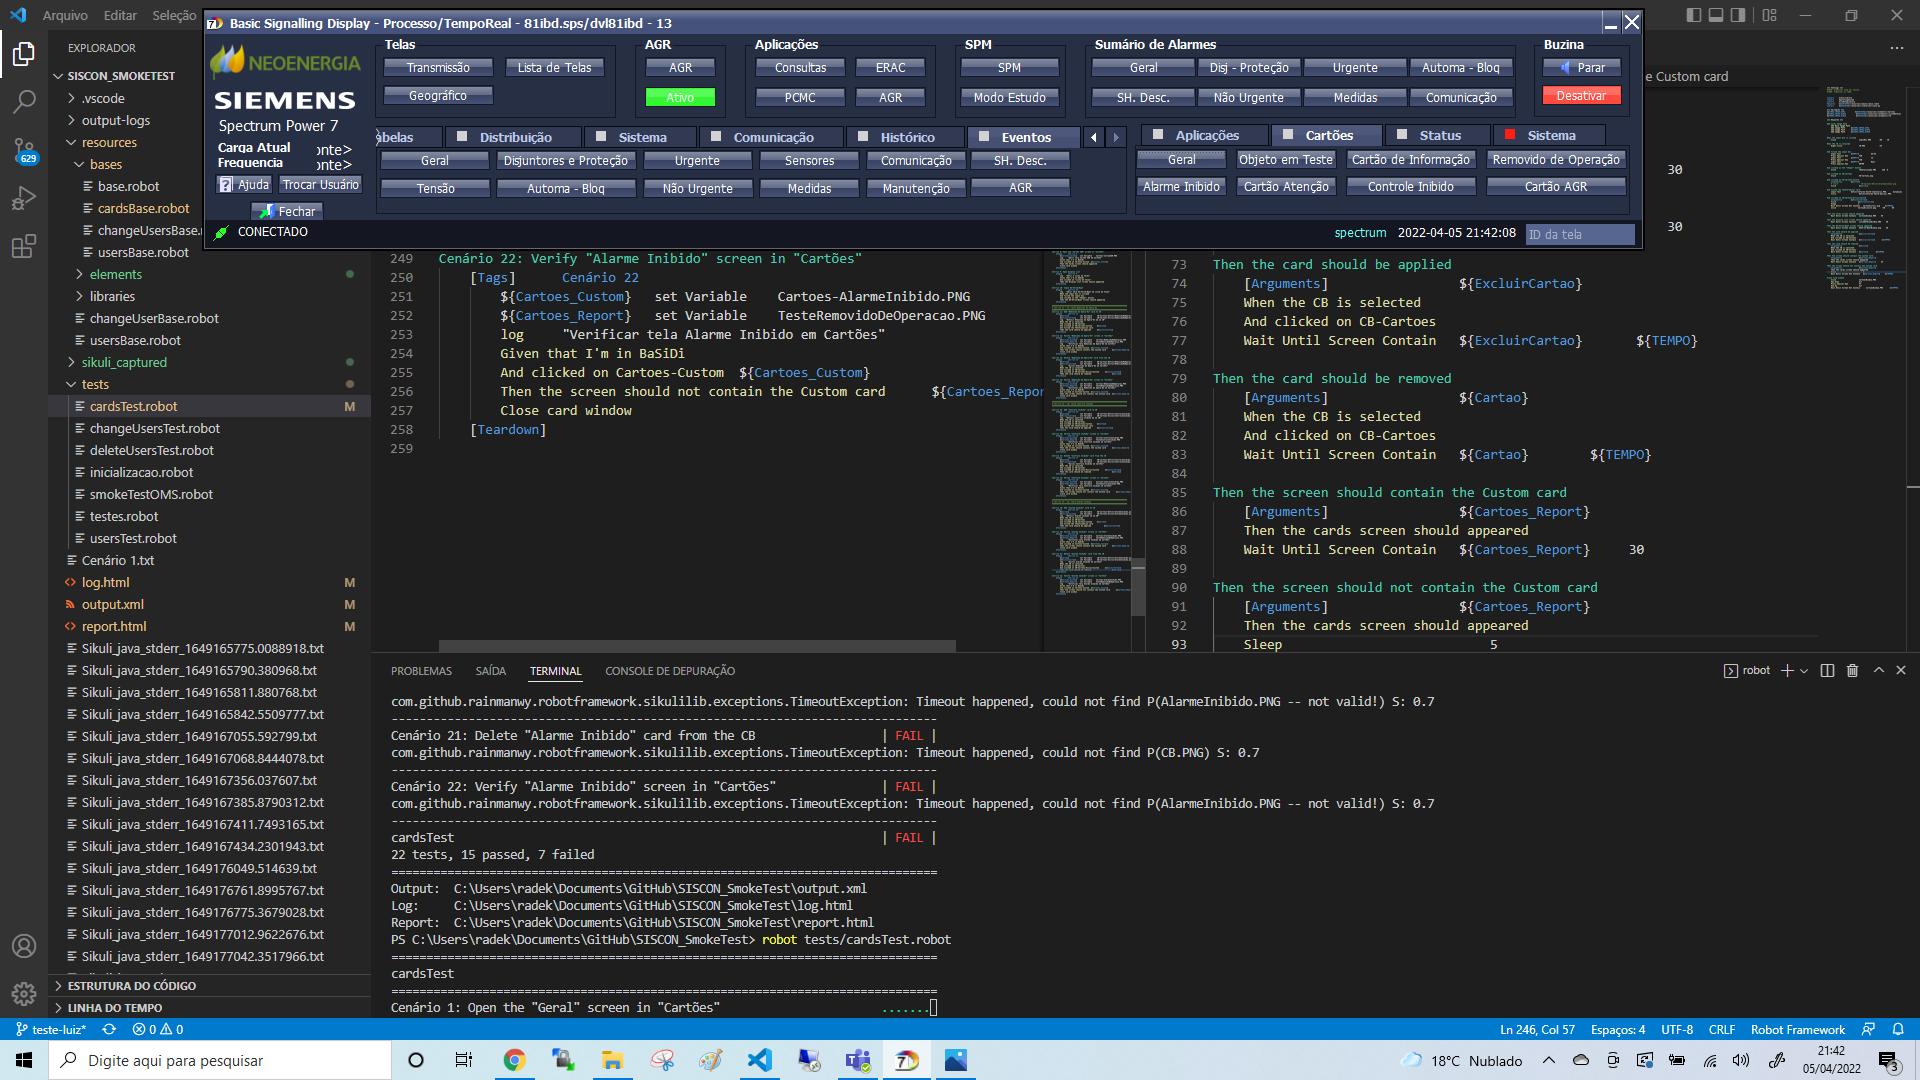 Arquivo Editar Seleção
Basic Signalling Display - Processo/TempoReal - 81ibd.sps/dvl81ibd - 13
NEOENERGIA
SIEMENS
Spectrum Power 7
Carga Atual onte>
Frequencia onte>
Ajuda Trocar Usuário
Fechar
CONECTADO
Telas
Transmissão Lista de Telas
Geográfico
AGR
AGR
Ativo
Aplicações
Consultas ERAC
PCMC AGR
SPM
SPM
Modo Estudo
Sumário de Alarmes
Geral Disj - Proteção Urgente Automa - Bloq
SH. Desc. Não Urgente Medidas Comunicação
Buzina
Parar
Desativar
abelas Distribuição Sistema Comunicação Histórico Eventos
Geral Disjuntores e Proteção Urgente Sensores Comunicação SH. Desc.
Tensão Automa - Bloq Não Urgente Medidas Manutenção AGR
Aplicações Cartões Status Sistema
Geral Objeto em Teste Cartão de Informação Removido de Operação
Alarme Inibido Cartão Atenção Controle Inibido Cartão AGR
spectrum 2022-04-05 21:42:08 ID da tela
e Custom card
30
30
EXPLORADOR
SISCON_SMOKETEST
.vscode
output-logs
resources
bases
base.robot
cardsBase.robot
changeUsersBase.
usersBase.robot
elements
libraries
changeUserBase.robot
usersBase.robot
sikuli_captured
tests
cardsTest.robot M
changeUsersTest.robot
deleteUsersTest.robot
inicializacao.robot
smokeTestOMS.robot
testes.robot
usersTest.robot
Cenário 1.txt
log.html M
output.xml M
report.html M
Sikuli_java_stderr_1649165775.0088918.txt
Sikuli_java_stderr_1649165790.380968.txt
Sikuli_java_stderr_1649165811.880768.txt
Sikuli_java_stderr_1649165842.5509777.txt
Sikuli_java_stderr_1649167055.592799.txt
Sikuli_java_stderr_1649167068.8444078.txt
Sikuli_java_stderr_1649167356.037607.txt
Sikuli_java_stderr_1649167385.8790312.txt
Sikuli_java_stderr_1649167411.7493165.txt
Sikuli_java_stderr_1649167434.2301943.txt
Sikuli_java_stderr_1649176049.514639.txt
Sikuli_java_stderr_1649176761.8995767.txt
Sikuli_java_stderr_1649176775.3679028.txt
Sikuli_java_stderr_1649177012.9622676.txt
Sikuli_java_stderr_1649177042.3517966.txt
ESTRUTURA DO CÓDIGO
LINHA DO TEMPO
629
249 Cenário 22: Verify "Alarme Inibido" screen in "Cartões"
250 [Tags] Cenário 22
251 ${Cartoes_Custom} set Variable Cartoes-AlarmeInibido.PNG
252 ${Cartoes_Report} set Variable TesteRemovidoDeOperacao.PNG
253 log "Verificar tela Alarme Inibido em Cartões"
254 Given that I'm in BaSiDi
255 And clicked on Cartoes-Custom ${Cartoes_Custom}
256 Then the screen should not contain the Custom card ${Cartoes_Repor
257 Close card window
258 [Teardown]
259
73 Then the card should be applied
74 [Arguments] ${ExcluirCartao}
75 When the CB is selected
76 And clicked on CB-Cartoes
77 Wait Until Screen Contain ${ExcluirCartao} ${TEMPO}
78
79 Then the card should be removed
80 [Arguments] ${Cartao}
81 When the CB is selected
82 And clicked on CB-Cartoes
83 Wait Until Screen Contain ${Cartao} ${TEMPO}
84
85 Then the screen should contain the Custom card
86 [Arguments] ${Cartoes_Report}
87 Then the cards screen should appeared
88 Wait Until Screen Contain ${Cartoes_Report} 30
89
90 Then the screen should not contain the Custom card
91 [Arguments] ${Cartoes_Report}
92 Then the cards screen should appeared
93 Sleep 5
PROBLEMAS SAÍDA TERMINAL CONSOLE DE DEPURAÇÃO
robot
com.github.rainmanwy.robotframework.sikulilib.exceptions.TimeoutException: Timeout happened, could not find P(AlarmeInibido.PNG -- not valid!) S: 0.7
------------------------------------------------------------------------------
Cenário 21: Delete "Alarme Inibido" card from the CB | FAIL |
com.github.rainmanwy.robotframework.sikulilib.exceptions.TimeoutException: Timeout happened, could not find P(CB.PNG) S: 0.7
------------------------------------------------------------------------------
Cenário 22: Verify "Alarme Inibido" screen in "Cartões" | FAIL |
com.github.rainmanwy.robotframework.sikulilib.exceptions.TimeoutException: Timeout happened, could not find P(AlarmeInibido.PNG -- not valid!) S: 0.7
------------------------------------------------------------------------------
cardsTest | FAIL |
22 tests, 15 passed, 7 failed
==============================================================================
Output: C:\Users\radek\Documents\GitHub\SISCON_SmokeTest\output.xml
Log: C:\Users\radek\Documents\GitHub\SISCON_SmokeTest\log.html
Report: C:\Users\radek\Documents\GitHub\SISCON_SmokeTest\report.html
PS C:\Users\radek\Documents\GitHub\SISCON_SmokeTest> robot tests/cardsTest.robot
==============================================================================
cardsTest
==============================================================================
Cenário 1: Open the "Geral" screen in "Cartões" .......
teste-luiz* 0 0
Ln 246, Col 57 Espaços: 4 UTF-8 CRLF Robot Framework
Digite aqui para pesquisar
18°C Nublado
21:42
05/04/2022
3